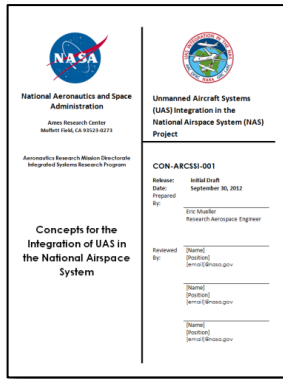 NASA
National Aeronautics and Space
Administration
Ames Research Center
Moffett Field, CA 93523-0273
Aeronautics Research Mission Directorate
Integrated Systems Research Program
Concepts for the
Integration of UAS in
the National Airspace
System
Unmanned Aircraft Systems
(UAS) Integration in the
National Airspace System (NAS)
Project
CON-ARCSSI-001
Release: Initial Draft
Date: September 30, 2012
Prepared
By:
Eric Mueller
Research Aerospace Engineer
Reviewed [Name]
By: [Position]
[email]@nasa.gov
[Name]
[Position]
[email]@nasa.gov
[Name]
[Position]
[email]@nasa.gov